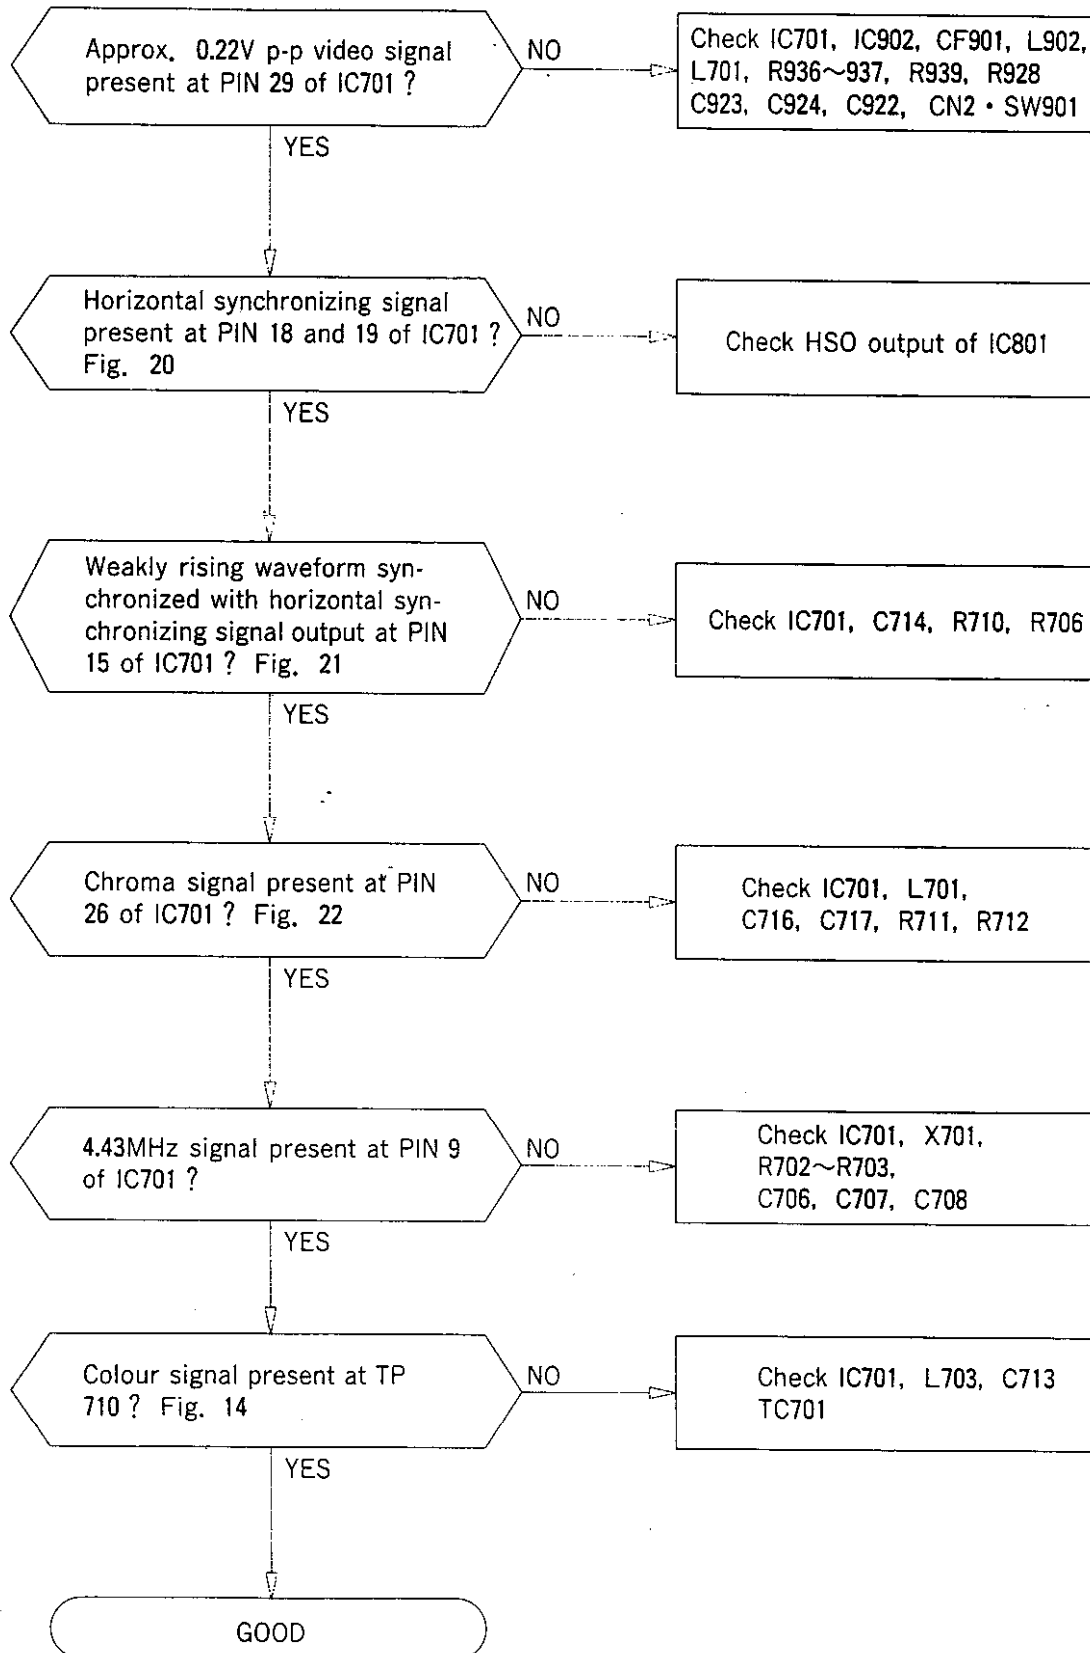 Approx. 0.22V p-p video signal
present at PIN 29 of IC701 ?
NO
Check IC701, IC902, CF901, L902,
L701, R936~937, R939, R928
C923, C924, C922, CN2・SW901
YES
Horizontal synchronizing signal
present at PIN 18 and 19 of IC701 ?
Fig. 20
NO
Check HSO output of IC801
YES
Weakly rising waveform syn-
chronized with horizontal syn-
chronizing signal output at PIN
15 of IC701 ? Fig. 21
NO
Check IC701, C714, R710, R706
YES
Chroma signal present at PIN
26 of IC701 ? Fig. 22
NO
Check IC701, L701,
C716, C717, R711, R712
YES
4.43MHz signal present at PIN 9
of IC701 ?
NO
Check IC701, X701,
R702~R703,
C706, C707, C708
YES
Colour signal present at TP
710 ? Fig. 14
NO
Check IC701, L703, C713
TC701
YES
GOOD